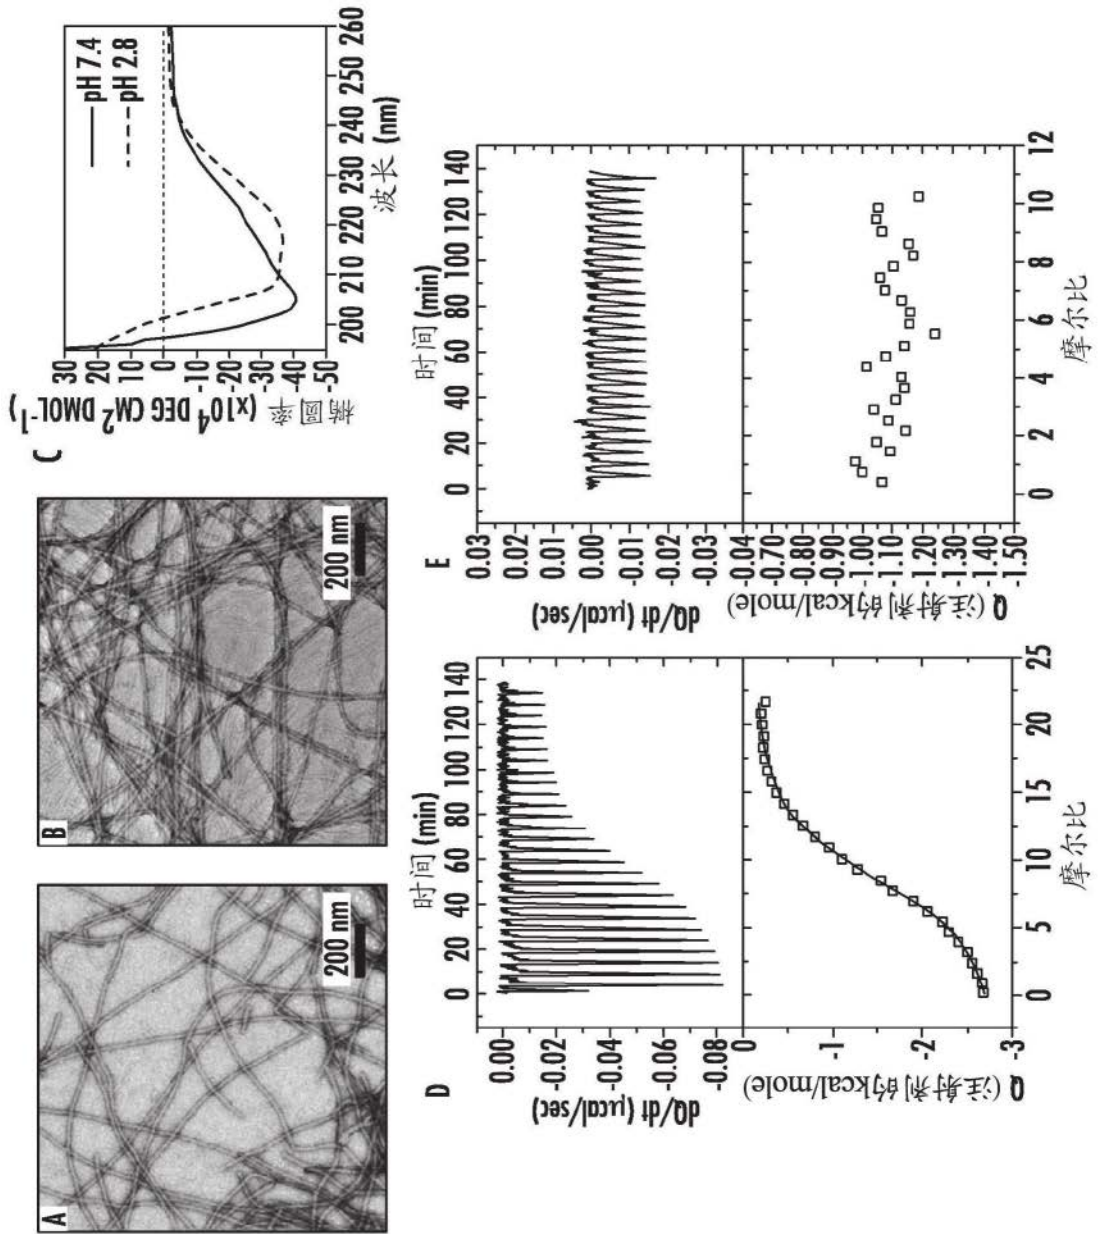 A
200 nm
B
200 nm
C
椭圆率
(x10⁴ DEG CM² DMOL⁻¹)
30
20
10
0
-10
-20
-30
-40
-50
pH 7.4
pH 2.8
200 210 220 230 240 250 260
波长 (nm)
D
时间 (min)
0 20 40 60 80 100 120 140
dQ/dt (μcal/sec)
0.00
-0.02
-0.04
-0.06
-0.08
Q (注射剂的kcal/mole)
0
-1
-2
-3
0 5 10 15 20 25
摩尔比
E
时间 (min)
0 20 40 60 80 100 120 140
dQ/dt (μcal/sec)
0.03
0.02
0.01
0.00
-0.01
-0.02
-0.03
-0.04
Q (注射剂的kcal/mole)
-0.70
-0.80
-0.90
-1.00
-1.10
-1.20
-1.30
-1.40
-1.50
0 2 4 6 8 10 12
摩尔比